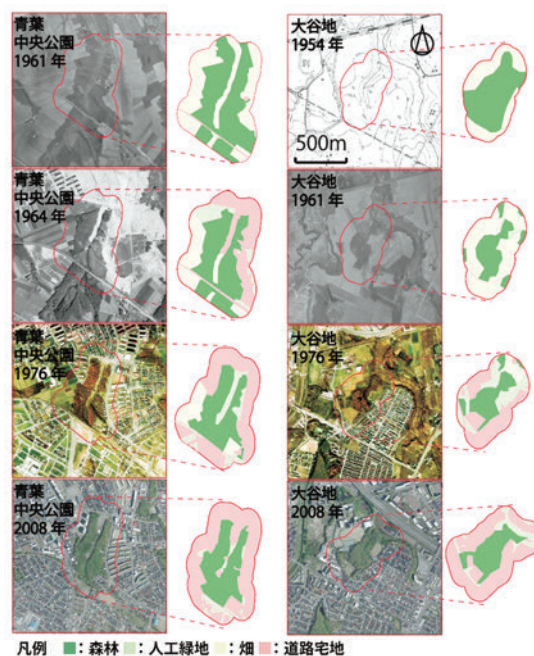 青葉
中央公園
1961 年
青葉
中央公園
1964 年
青葉
中央公園
1976 年
青葉
中央公園
2008 年
大谷地
1954 年
500m
大谷地
1961 年
大谷地
1976 年
大谷地
2008 年
凡例 ：森林 ：人工緑地 ：畑 ：道路宅地